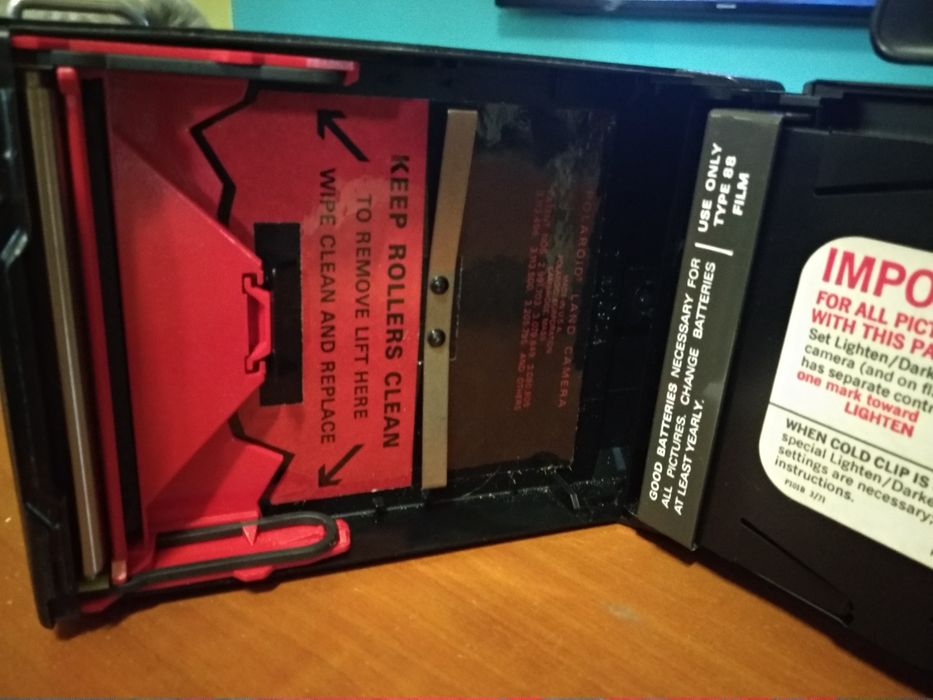 KEEP ROLLERS CLEAN
TO REMOVE LIFT HERE
WIPE CLEAN AND REPLACE
POLAROID® LAND CAMERA
AND OTHERS
GOOD BATTERIES NECESSARY FOR
ALL PICTURES. CHANGE BATTERIES
AT LEAST YEARLY.
USE ONLY
TYPE 88
FILM
IMPO
FOR ALL PICT
WITH THIS PA
Set Lighten/Dark
camera (and on fl
has separate contr
one mark toward
LIGHTEN
WHEN COLD CLIP IS
special Lighten/Darke
settings are necessary;
instructions.